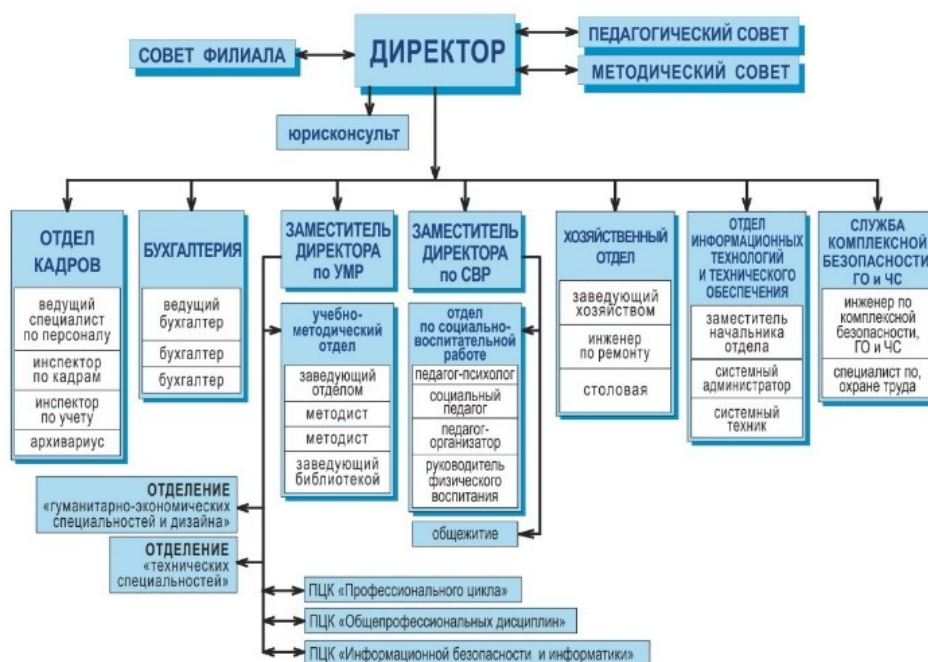 ДИРЕКТОР
СОВЕТ ФИЛИАЛА
ПЕДАГОГИЧЕСКИЙ СОВЕТ
МЕТОДИЧЕСКИЙ СОВЕТ
юрисконсульт
ОТДЕЛ
КАДРОВ
ведущий
специалист
по персоналу
инспектор
по кадрам
инспектор
по учету
архивариус
БУХГАЛТЕРИЯ
ведущий
бухгалтер
бухгалтер
бухгалтер
ЗАМЕСТИТЕЛЬ
ДИРЕКТОРА
по УМР
учебно-
методический
отдел
заведующий
отделом
методист
методист
заведующий
библиотекой
ЗАМЕСТИТЕЛЬ
ДИРЕКТОРА
по СВР
отдел
по социально-
воспитательной
работе
педагог-психолог
социальный
педагог
педагог-
организатор
руководитель
физического
воспитания
общежитие
ХОЗЯЙСТВЕННЫЙ
ОТДЕЛ
заведующий
хозяйством
инженер
по ремонту
столовая
ОТДЕЛ
ИНФОРМАЦИОННЫХ
ТЕХНОЛОГИЙ
И ТЕХНИЧЕСКОГО
ОБЕСПЕЧЕНИЯ
заместитель
начальника
отдела
системный
администратор
системный
техник
СЛУЖБА
КОМПЛЕКСНОЙ
БЕЗОПАСНОСТИ
ГО и ЧС
инженер по
комплексной
безопасности,
ГО и ЧС
специалист по,
охране труда
ОТДЕЛЕНИЕ
«гуманитарно-экономических
специальностей и дизайна»
ОТДЕЛЕНИЕ
«технических
специальностей»
ПЦК «Профессионального цикла»
ПЦК «Общепрофессиональных дисциплин»
ПЦК «Информационной безопасности и информатики»